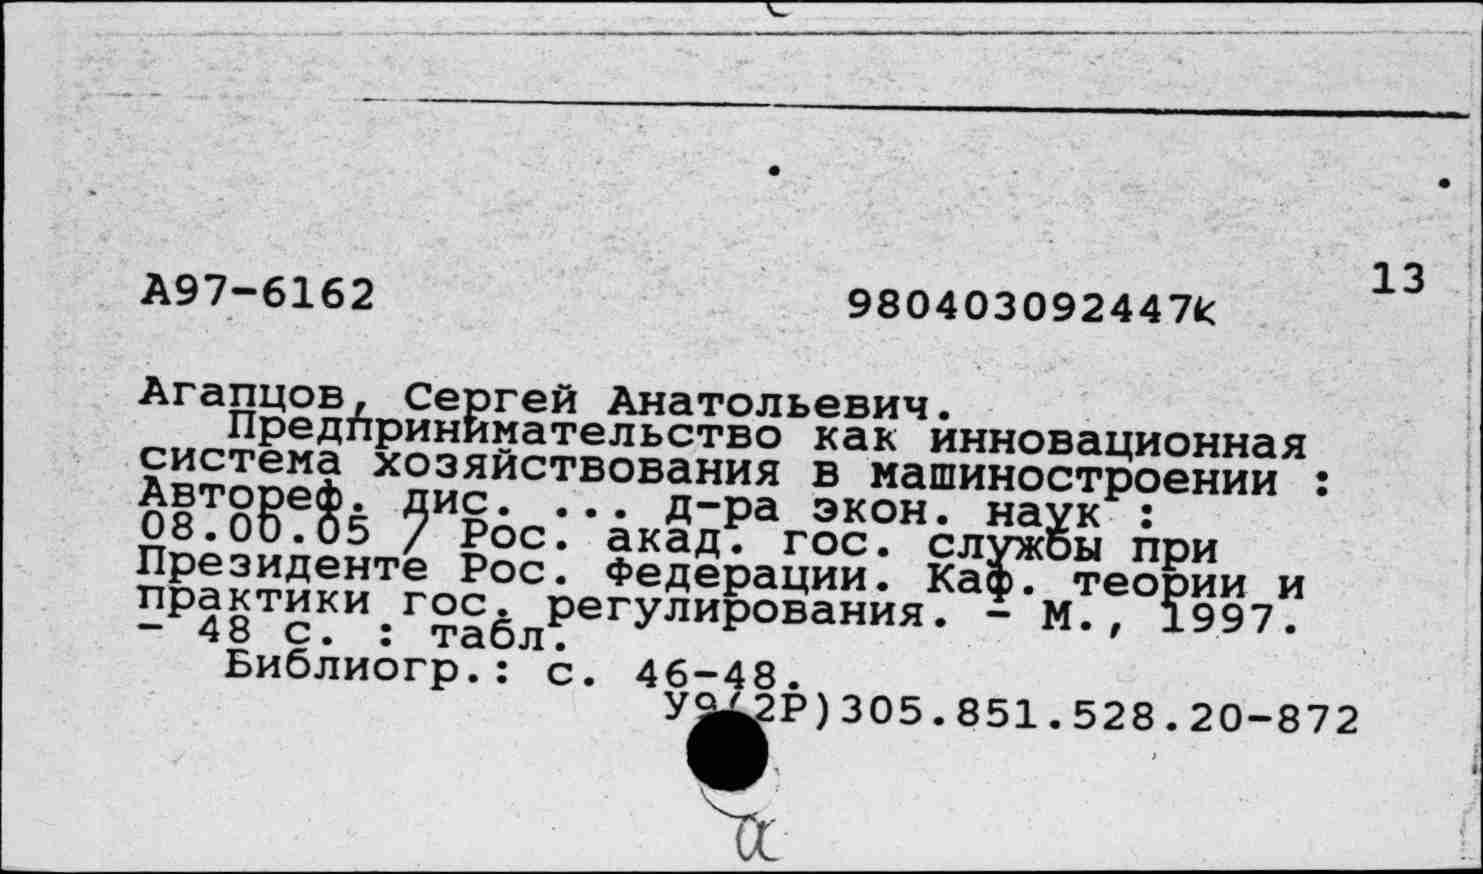 А97-6162
980403092447к
13
Агапцов, Сергей Анатольевич.
Предпринимательство как инновационная
система хозяйствования в машиностроении :
Автореф. дис. ... д-ра экон. наук :
08.00.05 / Рос. акад. гос. службы при
Президенте Рос. Федерации. Каф. теории и
практики гос. регулирования. - М., 1997.
- 48 с. : табл.
Библиогр.: с. 46-48.
У9(2Р)305.851.528.20-872